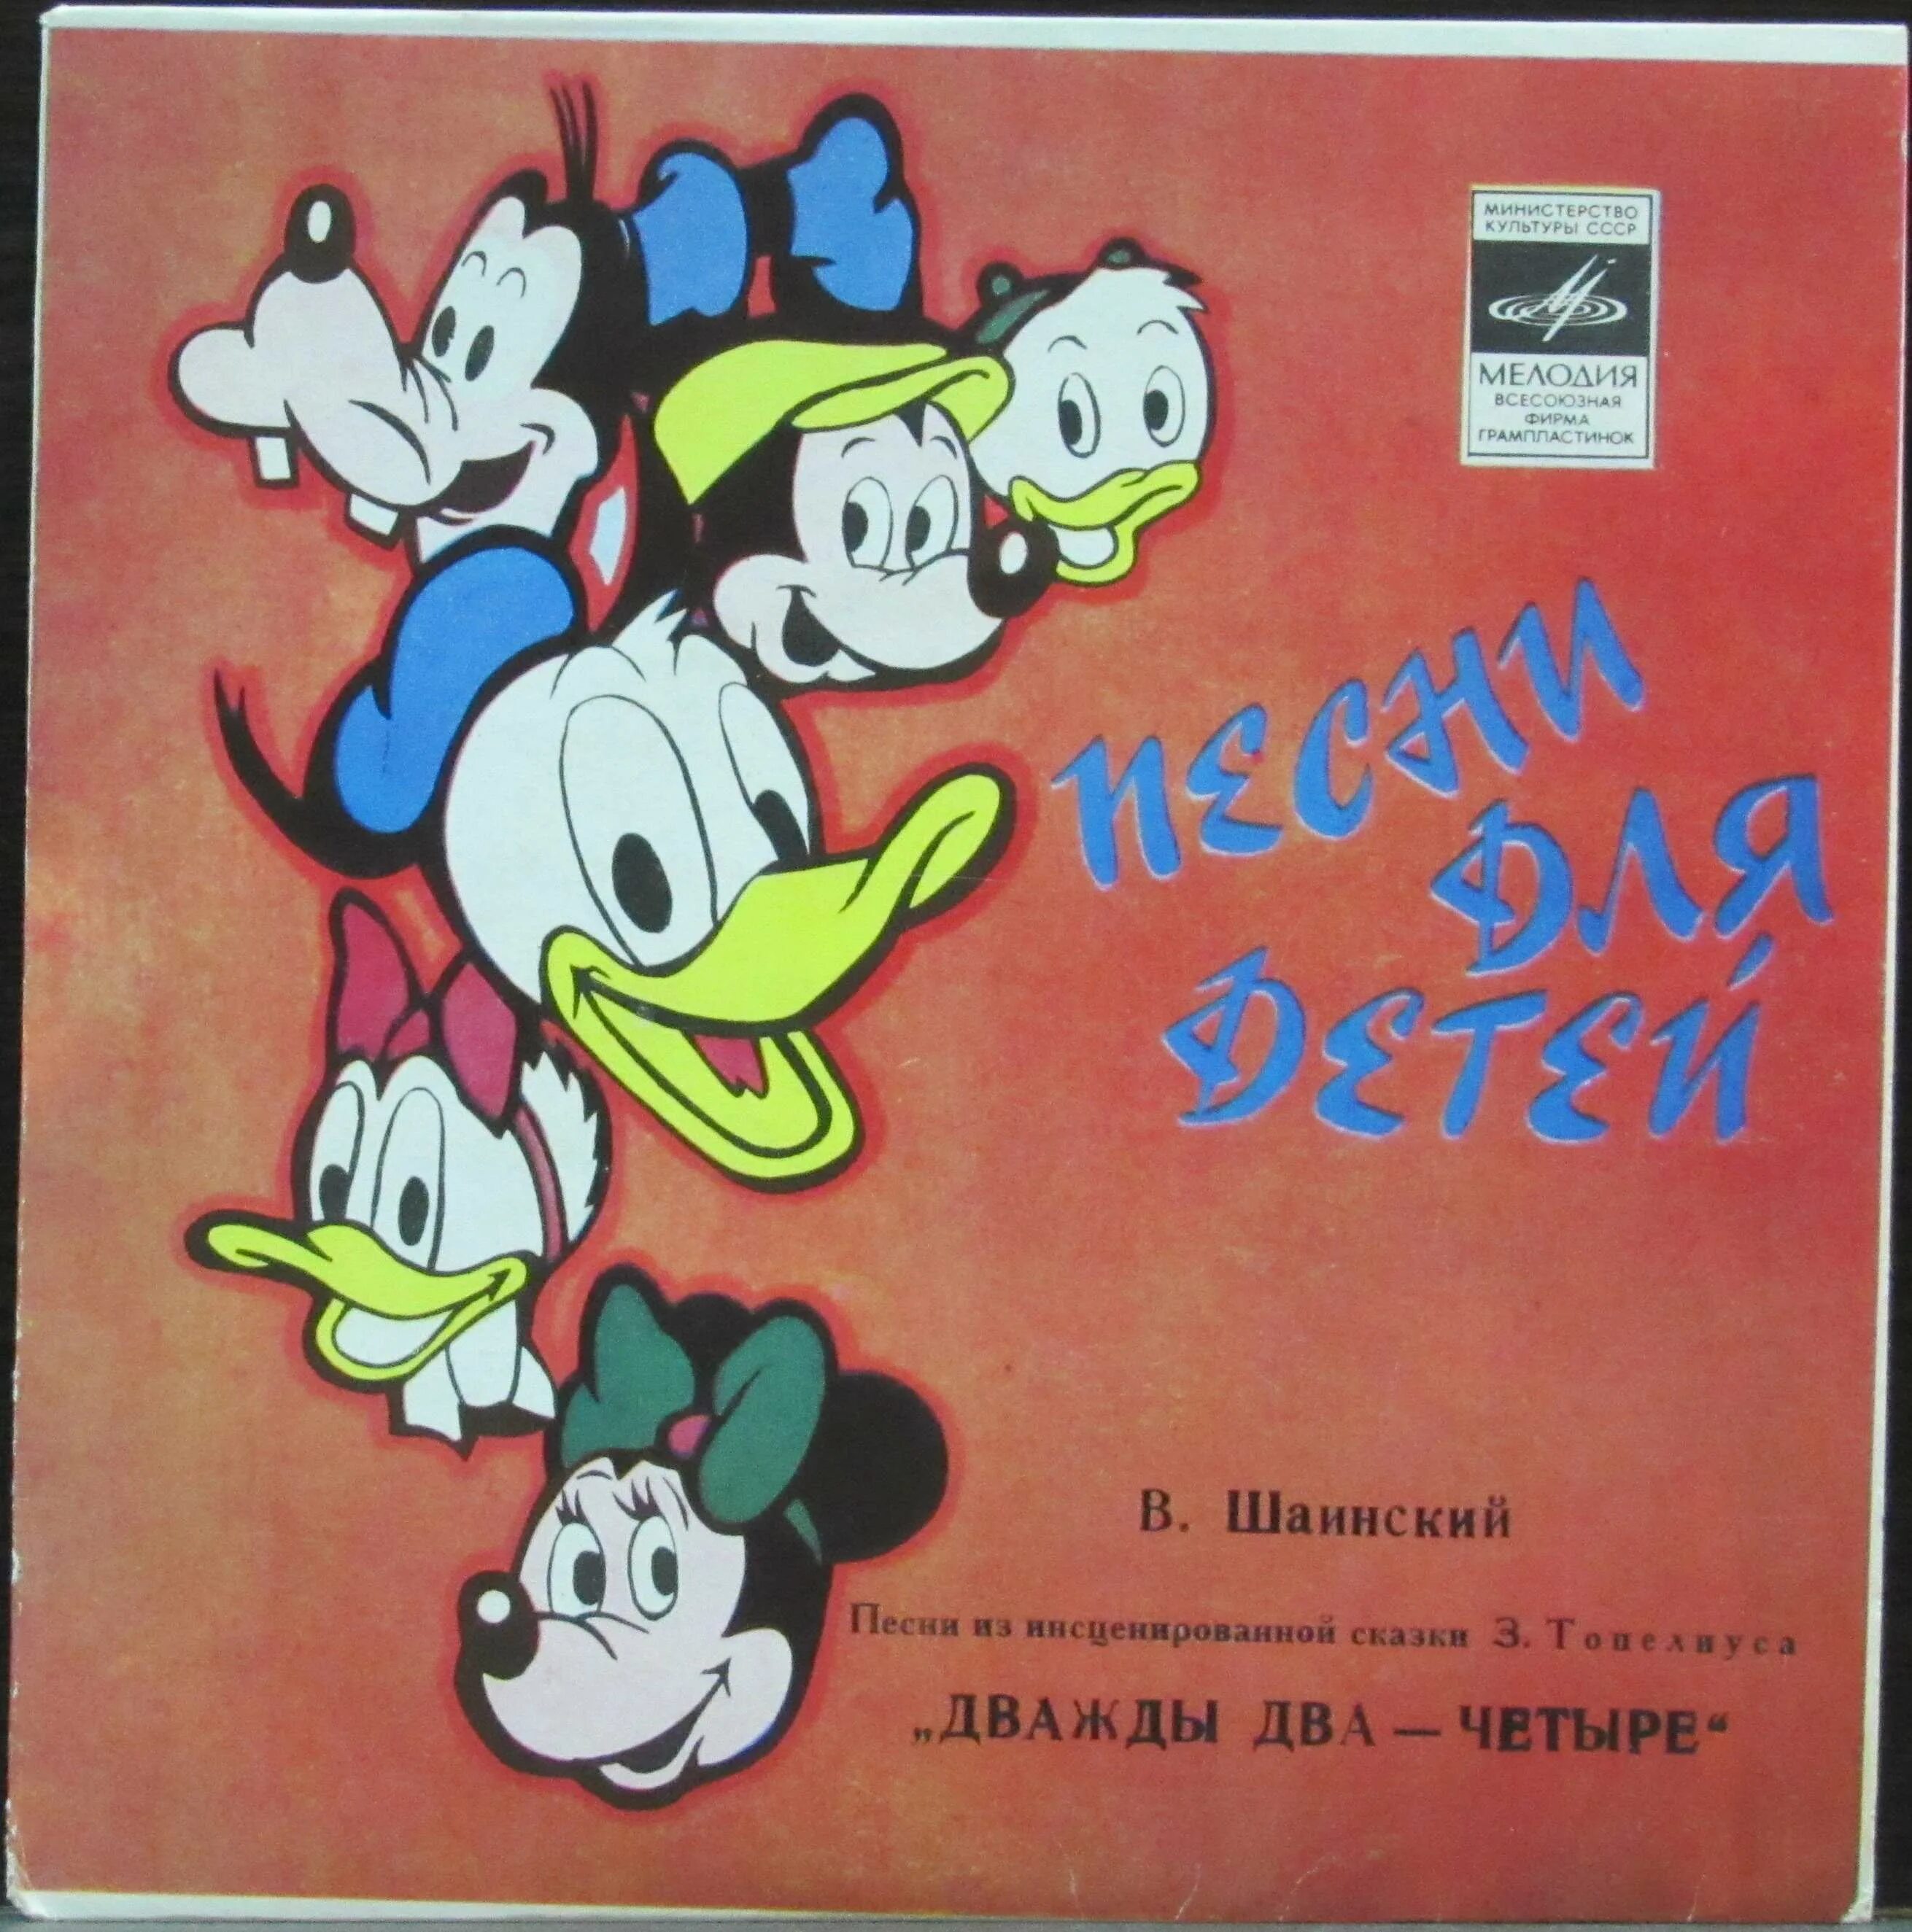 МИНИСТЕРСТВО
КУЛЬТУРЫ СССР
МЕЛОДИЯ
ВСЕСОЮЗНАЯ
ФИРМА
ГРАМПЛАСТИНОК
ПЕСНИ
ДЛЯ
ДЕТЕЙ
В. Шаинский
Песни из инсценированной сказки З. Топелиуса
„ДВАЖДЫ ДВА — ЧЕТЫРЕ“